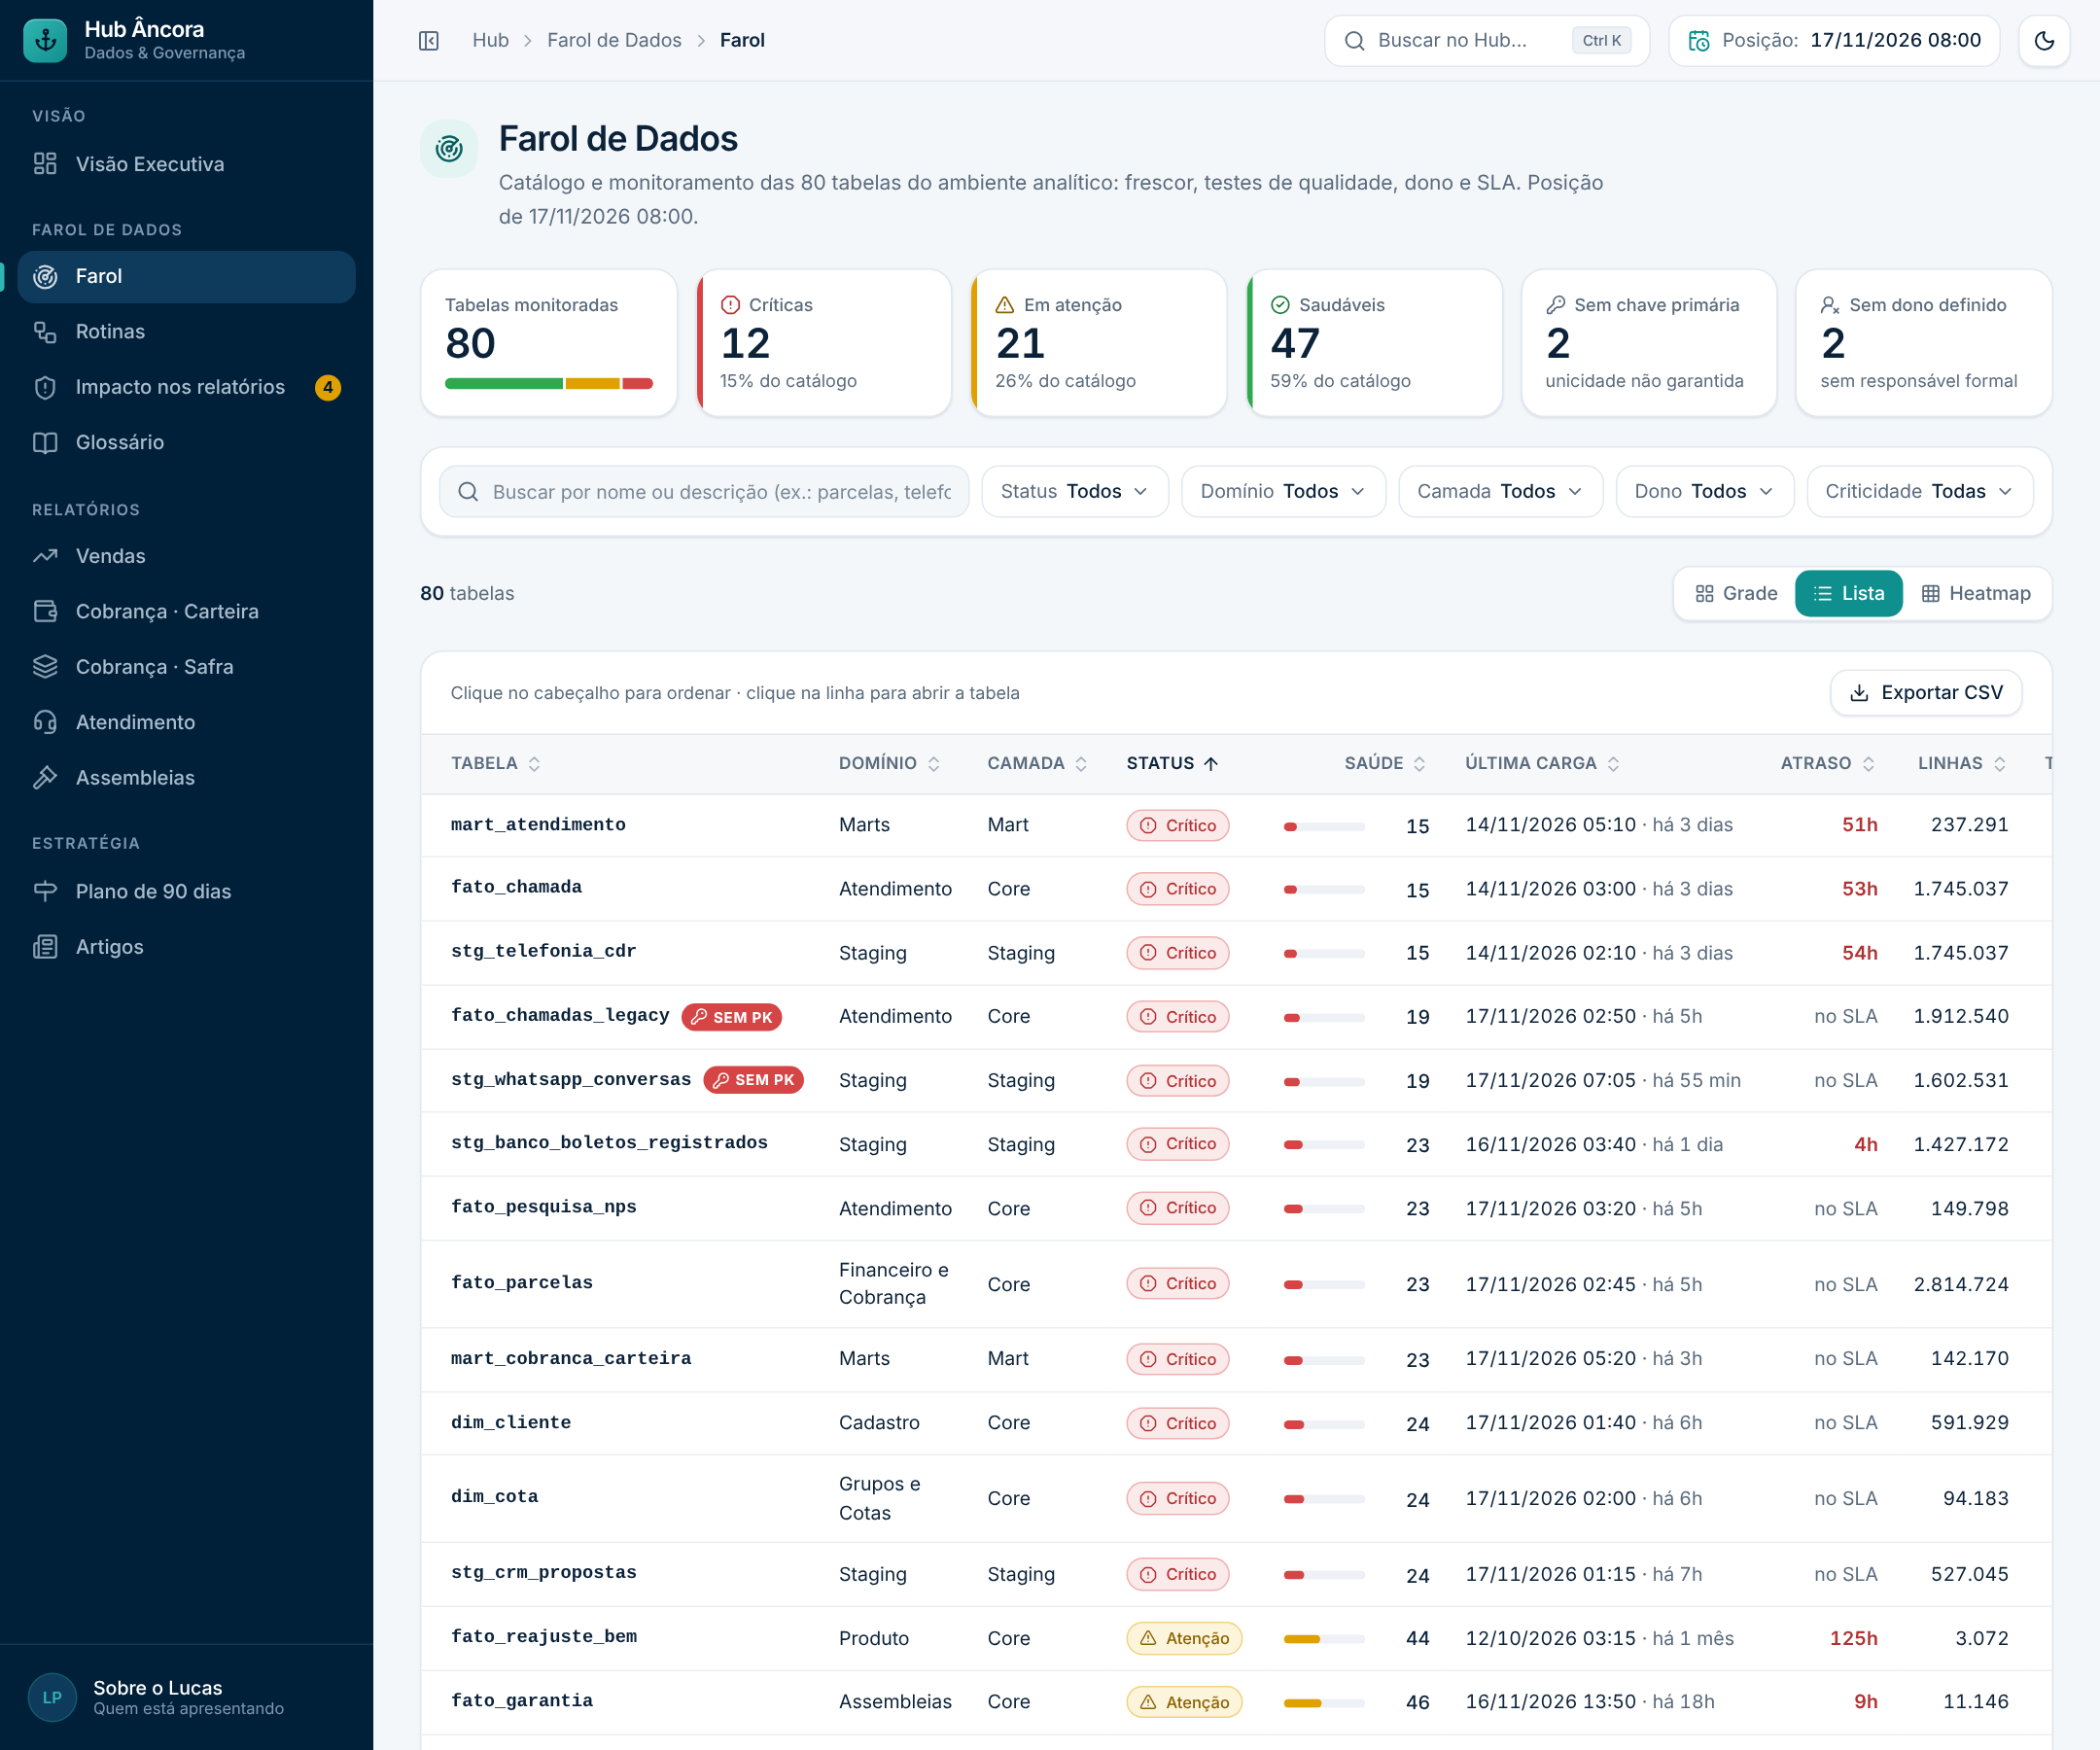 Hub Âncora
Dados & Governança
VISÃO
Visão Executiva
FAROL DE DADOS
Farol
Rotinas
Impacto nos relatórios 4
Glossário
RELATÓRIOS
Vendas
Cobrança · Carteira
Cobrança · Safra
Atendimento
Assembleias
ESTRATÉGIA
Plano de 90 dias
Artigos
LP
Sobre o Lucas
Quem está apresentando
Hub > Farol de Dados > Farol
Buscar no Hub... Ctrl K
Posição: 17/11/2026 08:00
Farol de Dados
Catálogo e monitoramento das 80 tabelas do ambiente analítico: frescor, testes de qualidade, dono e SLA. Posição
de 17/11/2026 08:00.
Tabelas monitoradas
80
Críticas
12
15% do catálogo
Em atenção
21
26% do catálogo
Saudáveis
47
59% do catálogo
Sem chave primária
2
unicidade não garantida
Sem dono definido
2
sem responsável formal
Buscar por nome ou descrição (ex.: parcelas, telefo
Status Todos
Domínio Todos
Camada Todos
Dono Todos
Criticidade Todas
80 tabelas
Grade Lista Heatmap
Clique no cabeçalho para ordenar · clique na linha para abrir a tabela
Exportar CSV
TABELA DOMÍNIO CAMADA STATUS SAÚDE ÚLTIMA CARGA ATRASO LINHAS T
mart_atendimento Marts Mart Crítico 15 14/11/2026 05:10 · há 3 dias 51h 237.291
fato_chamada Atendimento Core Crítico 15 14/11/2026 03:00 · há 3 dias 53h 1.745.037
stg_telefonia_cdr Staging Staging Crítico 15 14/11/2026 02:10 · há 3 dias 54h 1.745.037
fato_chamadas_legacy SEM PK Atendimento Core Crítico 19 17/11/2026 02:50 · há 5h no SLA 1.912.540
stg_whatsapp_conversas SEM PK Staging Staging Crítico 19 17/11/2026 07:05 · há 55 min no SLA 1.602.531
stg_banco_boletos_registrados Staging Staging Crítico 23 16/11/2026 03:40 · há 1 dia 4h 1.427.172
fato_pesquisa_nps Atendimento Core Crítico 23 17/11/2026 03:20 · há 5h no SLA 149.798
fato_parcelas Financeiro e Cobrança Core Crítico 23 17/11/2026 02:45 · há 5h no SLA 2.814.724
mart_cobranca_carteira Marts Mart Crítico 23 17/11/2026 05:20 · há 3h no SLA 142.170
dim_cliente Cadastro Core Crítico 24 17/11/2026 01:40 · há 6h no SLA 591.929
dim_cota Grupos e Cotas Core Crítico 24 17/11/2026 02:00 · há 6h no SLA 94.183
stg_crm_propostas Staging Staging Crítico 24 17/11/2026 01:15 · há 7h no SLA 527.045
fato_reajuste_bem Produto Core Atenção 44 12/10/2026 03:15 · há 1 mês 125h 3.072
fato_garantia Assembleias Core Atenção 46 16/11/2026 13:50 · há 18h 9h 11.146